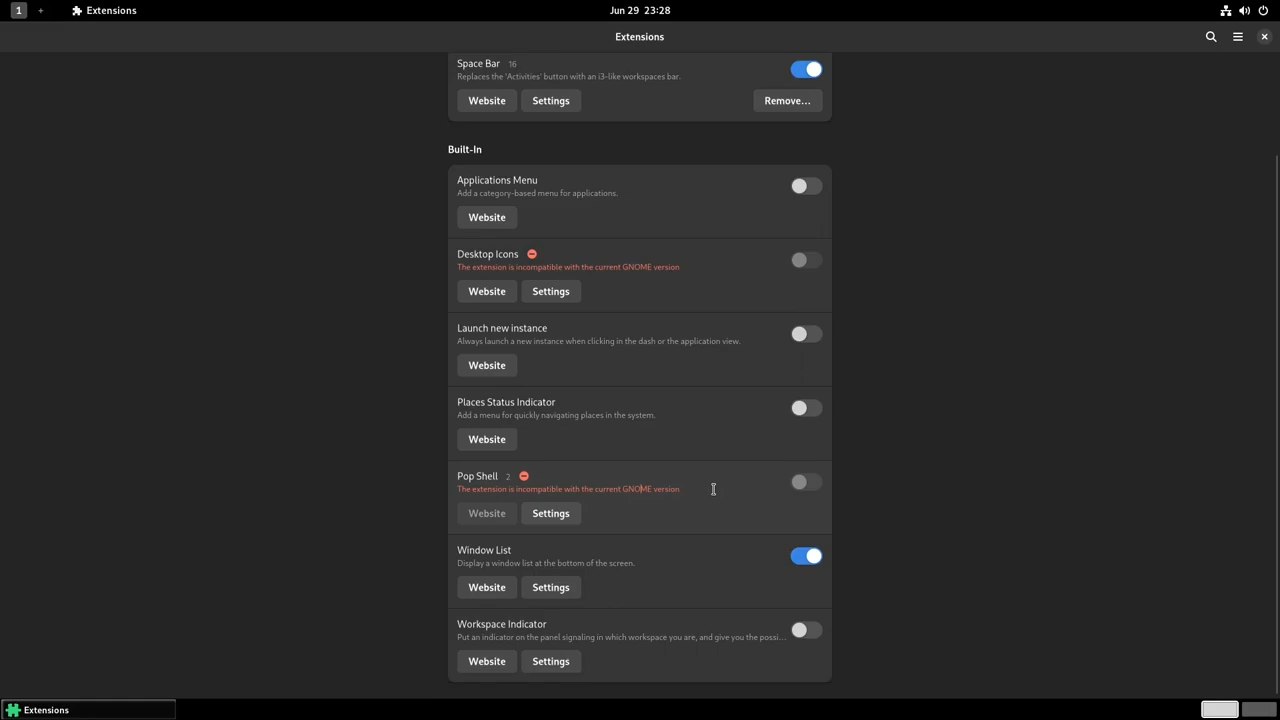 1 + Extensions Jun 29 23:28
Extensions
Space Bar 16
Replaces the 'Activities' button with an i3-like workspaces bar.
Website Settings Remove...
Built-In
Applications Menu
Add a category-based menu for applications.
Website
Desktop Icons
The extension is incompatible with the current GNOME version
Website Settings
Launch new instance
Always launch a new instance when clicking in the dash or the application view.
Website
Places Status Indicator
Add a menu for quickly navigating places in the system.
Website
Pop Shell 2
The extension is incompatible with the current GNOME version
Website Settings
Window List
Display a window list at the bottom of the screen.
Website Settings
Workspace Indicator
Put an indicator on the panel signaling in which workspace you are, and give you the possi...
Website Settings
Extensions